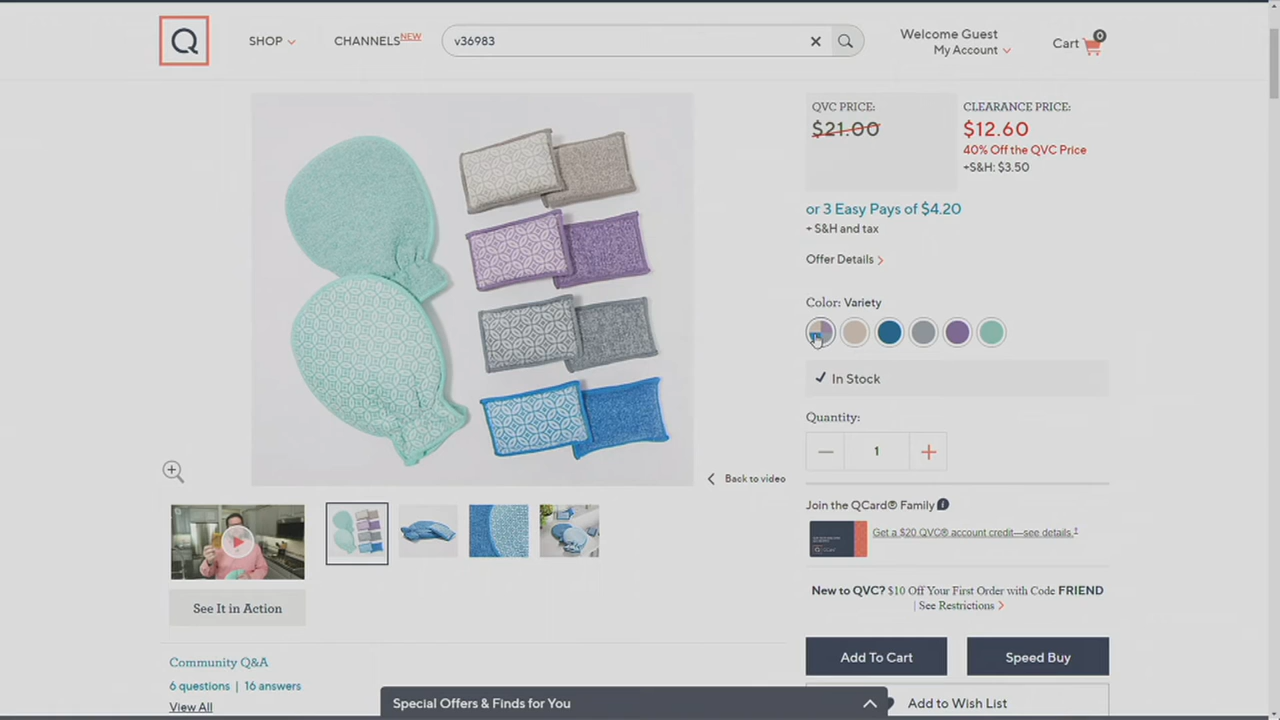 Q
SHOP
CHANNELS NEW
v36983
Welcome Guest
My Account
Cart 0
QVC PRICE:
$21.00
CLEARANCE PRICE:
$12.60
40% Off the QVC Price
+S&H: $3.50
or 3 Easy Pays of $4.20
+ S&H and tax
Offer Details
Color: Variety
In Stock
Quantity:
1
Back to video
Join the QCard® Family
Get a $20 QVC® account credit—see details.‡
See It in Action
New to QVC? $10 Off Your First Order with Code FRIEND
| See Restrictions
Add To Cart
Speed Buy
Community Q&A
6 questions | 16 answers
View All
Special Offers & Finds for You
Add to Wish List